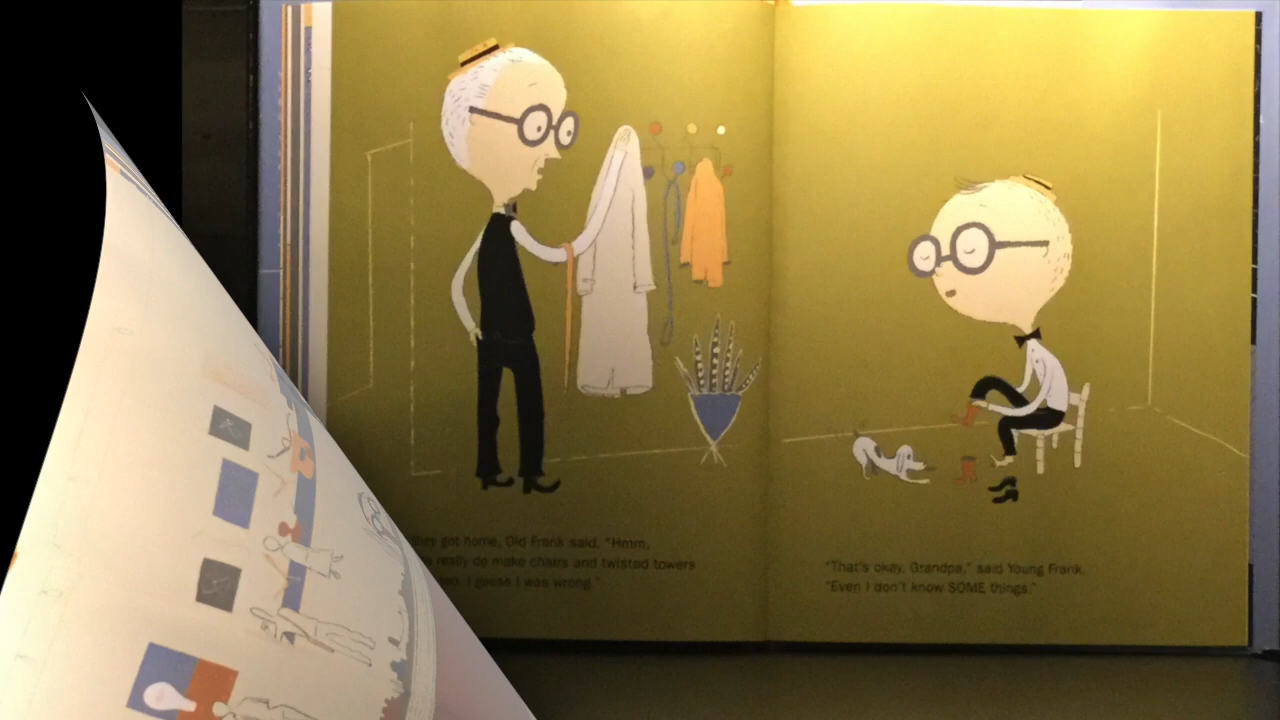 they got home, Old Frank said, "Hmm,
really do make chairs and twisted towers
too. I guess I was wrong."
"That's okay, Grandpa," said Young Frank.
"Even I don't know SOME things."